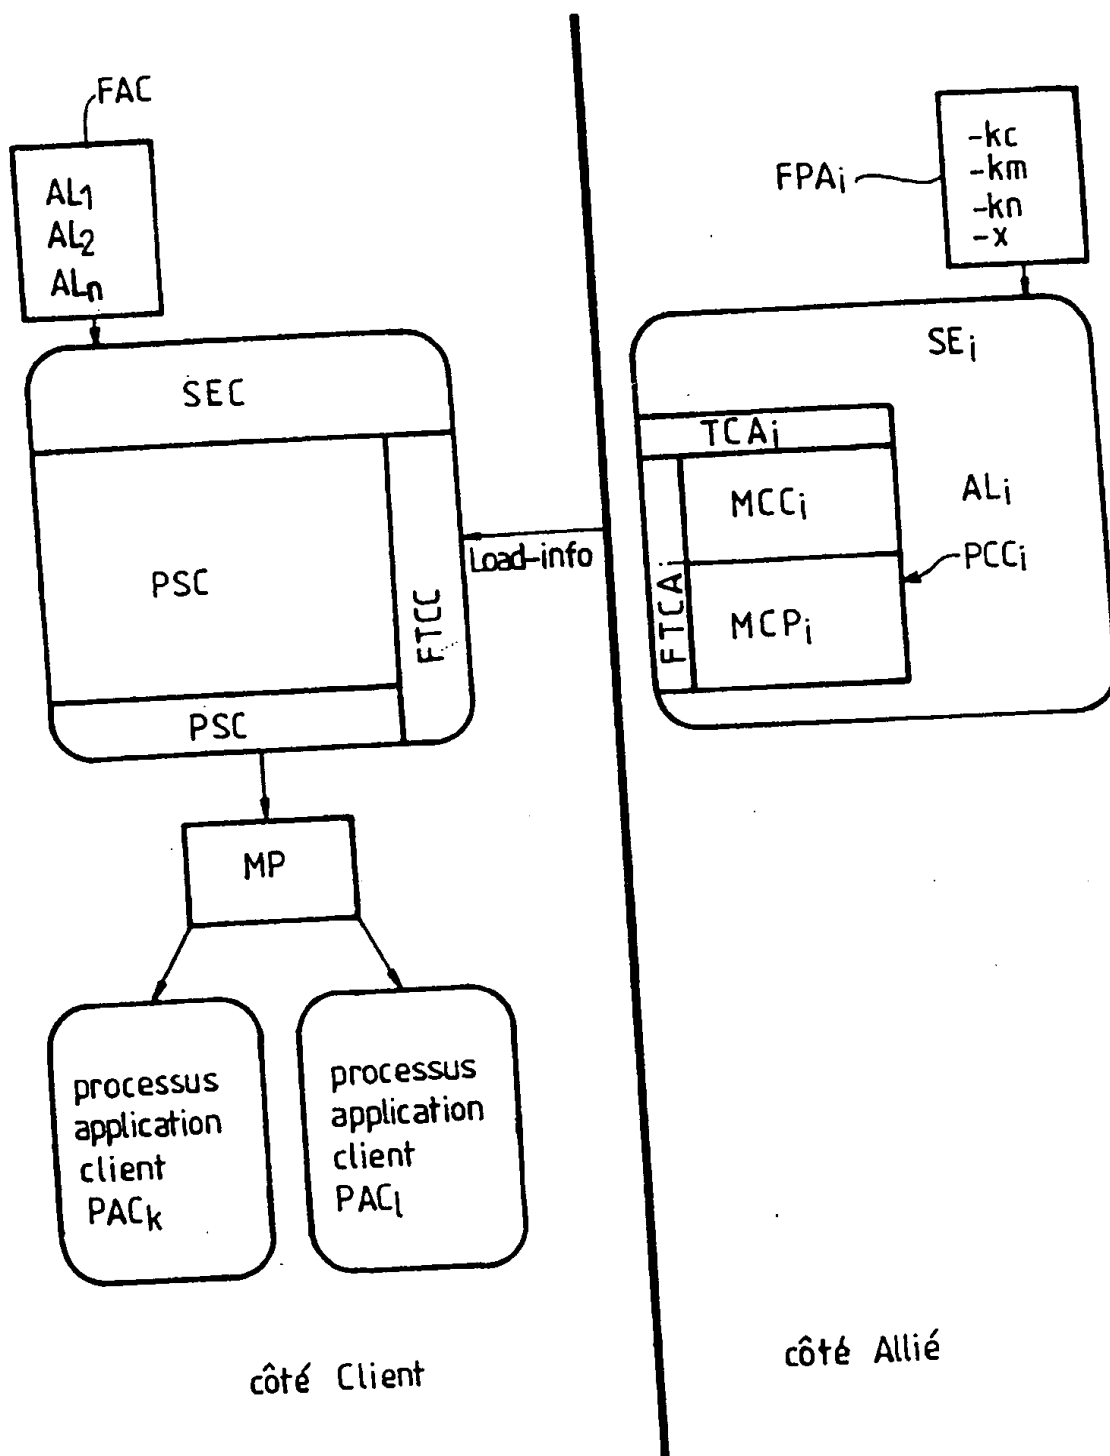 FAC
AL1
AL2
ALn
SEC
PSC
FTCC
PSC
MP
processus
application
client
PACk
processus
application
client
PACl
côté Client
Load-info
FPAi
-kc
-km
-kn
-x
SEi
TCAi
MCCi
ALi
PCCi
FTCAi
MCPi
côté Allié